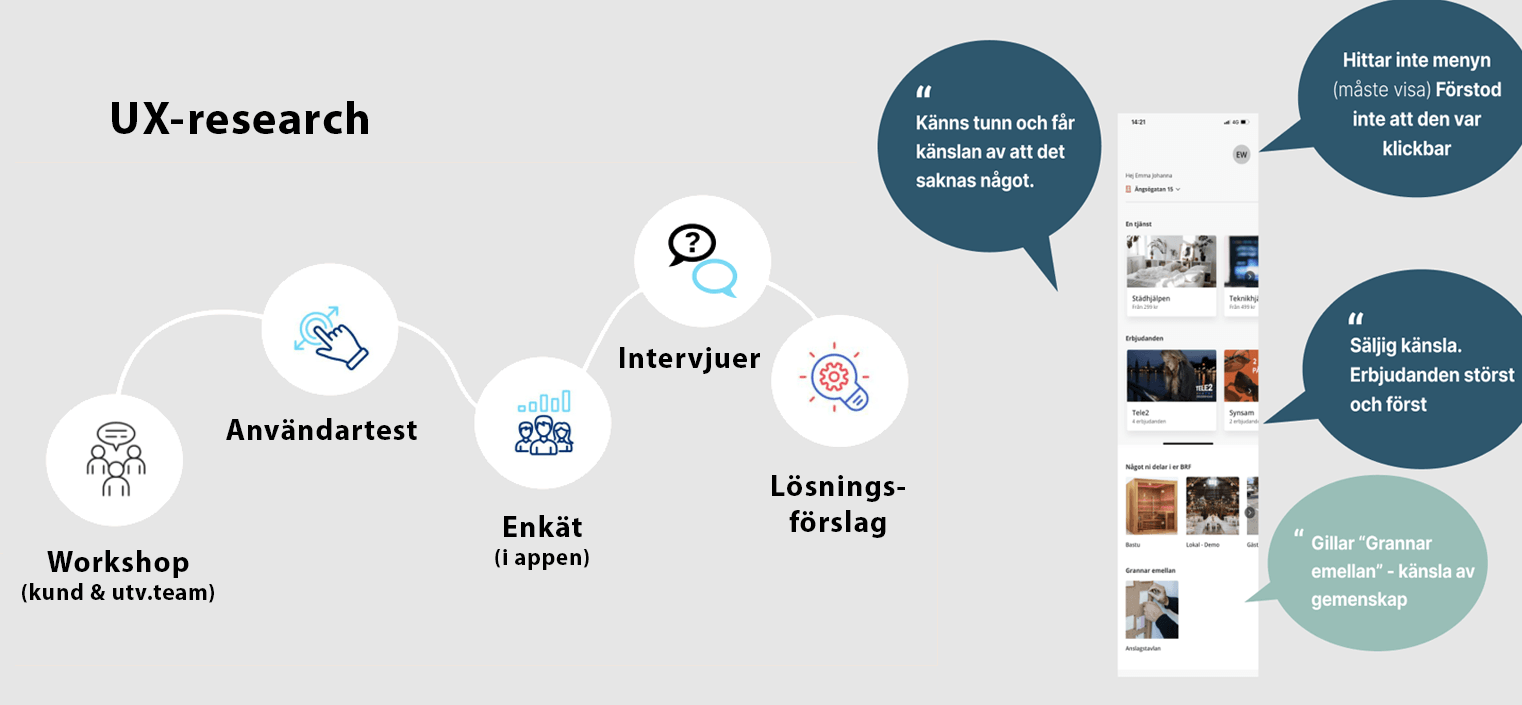 UX-research
Workshop
(kund & utv.team)
Användartest
Enkät
(i appen)
Intervjuer
?
Lösnings-
förslag
“
Känns tunn och får
känslan av att det
saknas något.
Hittar inte menyn
(måste visa) Förstod
inte att den var
klickbar
“
Säljig känsla.
Erbjudanden störst
och först
“ Gillar “Grannar
emellan” - känsla av
gemenskap
14:21 4G
EW
Hej Emma Johanna
Ängsögatan 15
En tjänst
Städhjälpen Teknikhjä
Från 299 kr Från 499 kr
Erbjudanden
TELE2
Tele2 Synsam
4 erbjudanden 2 erbjudande
Något ni delar i er BRF
Bastu Lokal - Demo Gäst
Grannar emellan
Anslagstavlan